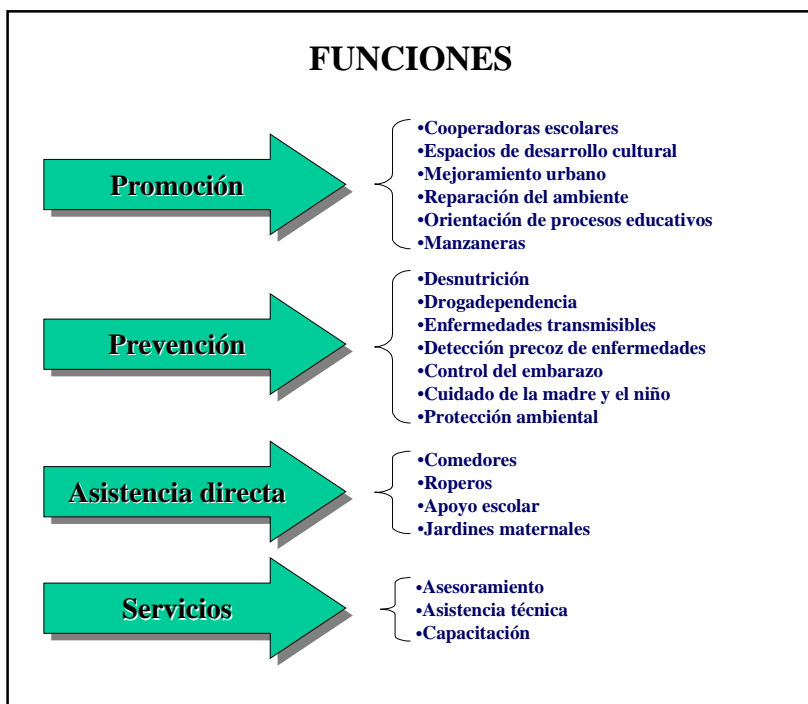 FUNCIONES
Promoción
•Cooperadoras escolares
•Espacios de desarrollo cultural
•Mejoramiento urbano
•Reparación del ambiente
•Orientación de procesos educativos
•Manzaneras
Prevención
•Desnutrición
•Drogadependencia
•Enfermedades transmisibles
•Detección precoz de enfermedades
•Control del embarazo
•Cuidado de la madre y el niño
•Protección ambiental
Asistencia directa
•Comedores
•Roperos
•Apoyo escolar
•Jardines maternales
Servicios
•Asesoramiento
•Asistencia técnica
•Capacitación